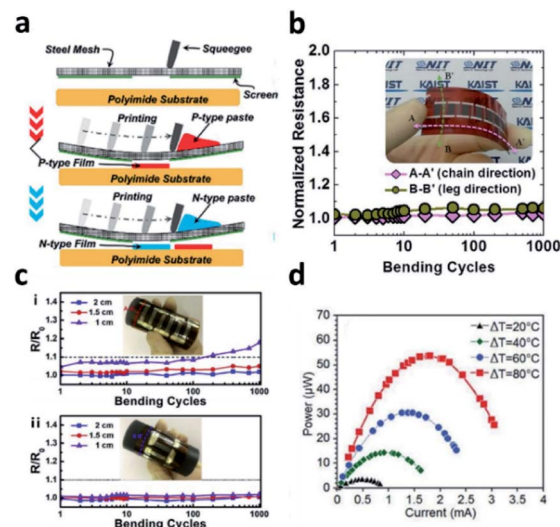 a
Steel Mesh
Squeegee
Screen
Polyimide Substrate
Printing
P-type paste
P-type Film
Polyimide Substrate
Printing
N-type paste
N-type Film
Polyimide Substrate
b
Normalized Resistance
2.0
1.8
1.6
1.4
1.2
1.0
KAIST
A
A'
B
B'
A-A' (chain direction)
B-B' (leg direction)
1
10
100
1000
Bending Cycles
c
i
R/R0
1.4
1.3
1.2
1.1
1.0
2 cm
1.5 cm
1 cm
1
10
100
1000
Bending Cycles
ii
R/R0
1.4
1.3
1.2
1.1
1.0
2 cm
1.5 cm
1 cm
1
10
100
1000
Bending Cycles
d
Power (µW)
70
60
50
40
30
20
10
0
ΔT=20°C
ΔT=40°C
ΔT=60°C
ΔT=80°C
0 1 2 3 4
Current (mA)